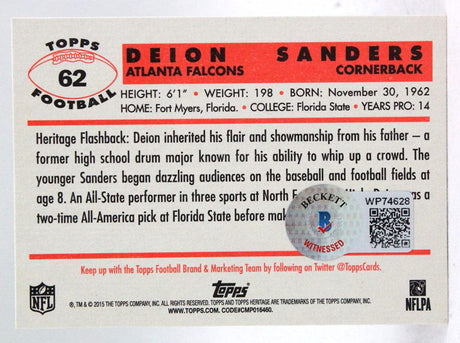 TOPPS
62
FOOTBALL
DEION SANDERS
ATLANTA FALCONS CORNERBACK
HEIGHT: 6'1" • WEIGHT: 198 • BORN: November 30, 1962
HOME: Fort Myers, Florida. • COLLEGE: Florida State • YEARS PRO: 14
Heritage Flashback: Deion inherited his flair and showmanship from his father – a
former high school drum major known for his ability to whip up a crowd. The
younger Sanders began dazzling audiences on the baseball and football fields at
age 8. An All-State performer in three sports at North was a
two-time All-America pick at Florida State before
BECKETT
B
WITNESSED
WP74628
Keep up with the Topps Football Brand & Marketing Team by following on Twitter @ToppsCards.
NFL
Topps
®, TM & © 2015 THE TOPPS COMPANY, INC. ALL RIGHTS RESERVED. TOPPS AND TOPPS HERITAGE ARE TRADEMARKS OF THE TOPPS COMPANY, INC.
WWW.TOPPS.COM. CODE#CMP016460.
NFLPA